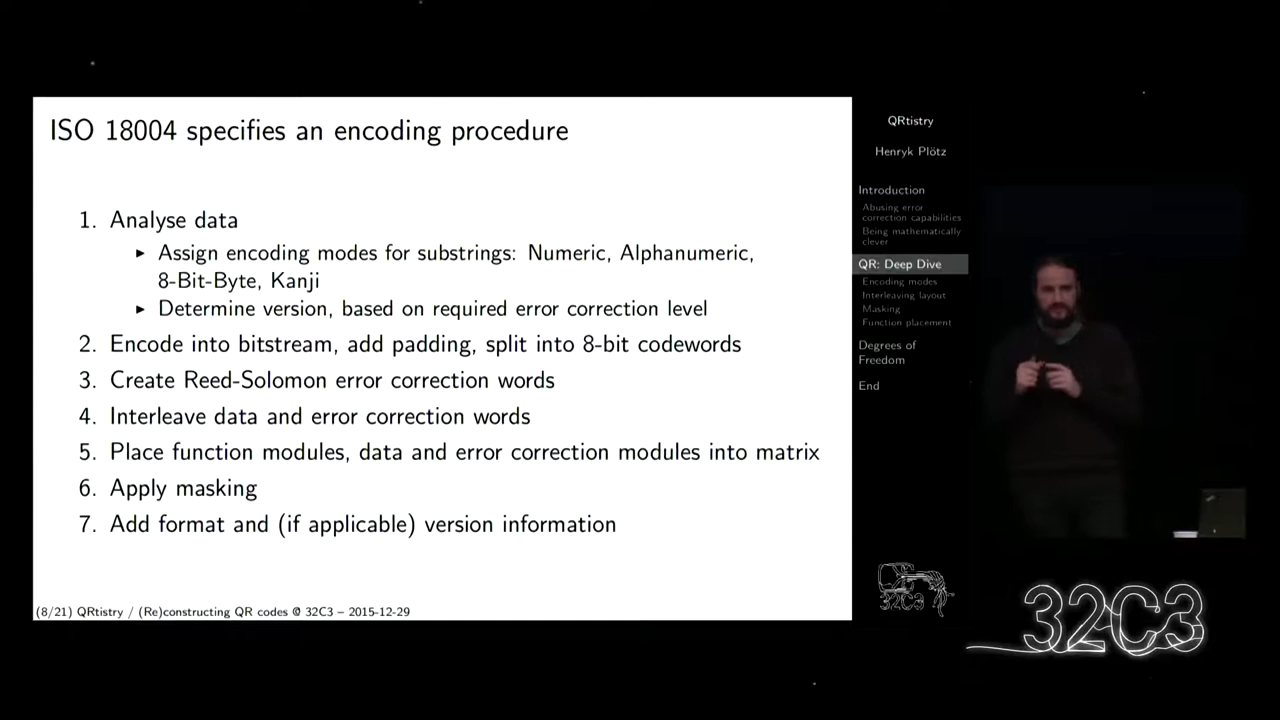 ISO 18004 specifies an encoding procedure
1. Analyse data
▸ Assign encoding modes for substrings: Numeric, Alphanumeric,
8-Bit-Byte, Kanji
▸ Determine version, based on required error correction level
2. Encode into bitstream, add padding, split into 8-bit codewords
3. Create Reed-Solomon error correction words
4. Interleave data and error correction words
5. Place function modules, data and error correction modules into matrix
6. Apply masking
7. Add format and (if applicable) version information
(8/21) QRtistry / (Re)constructing QR codes @ 32C3 – 2015-12-29
QRtistry
Henryk Plötz
Introduction
Abusing error
correction capabilities
Being mathematically
clever
QR: Deep Dive
Encoding modes
Interleaving layout
Masking
Function placement
Degrees of
Freedom
End
32C3
32C3